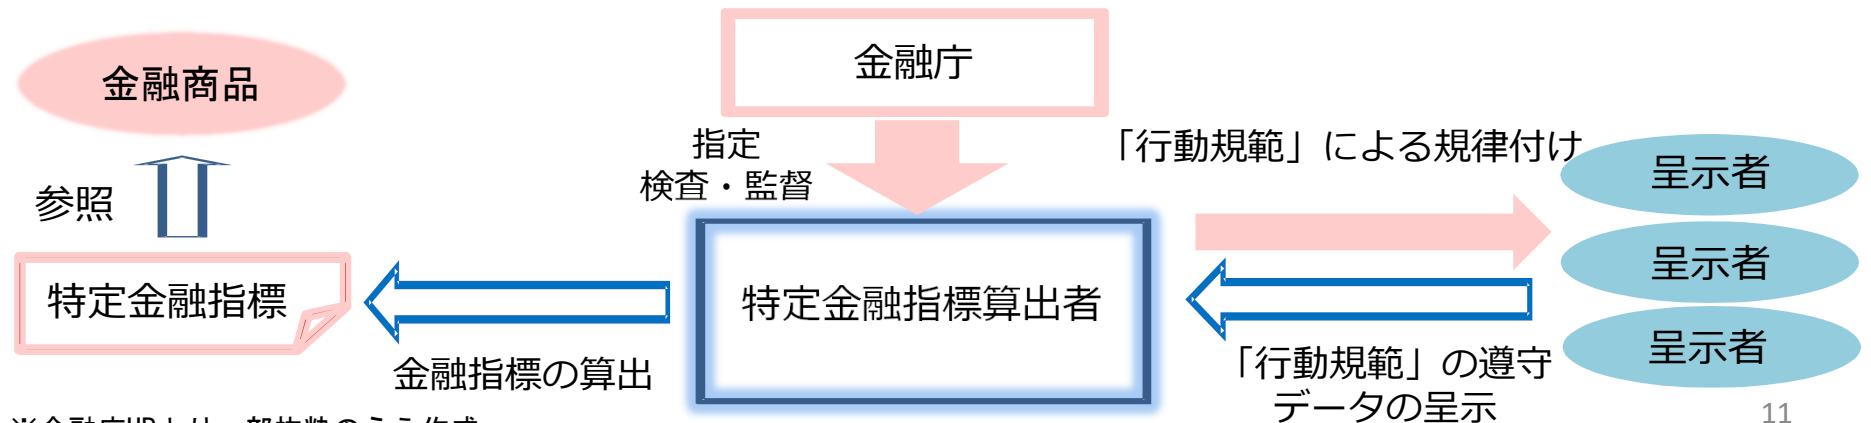 金融庁
金融商品
指定
検査・監督
「行動規範」による規律付け
呈示者
参照
呈示者
特定金融指標
特定金融指標算出者
呈示者
金融指標の算出
「行動規範」の遵守
データの呈示
11